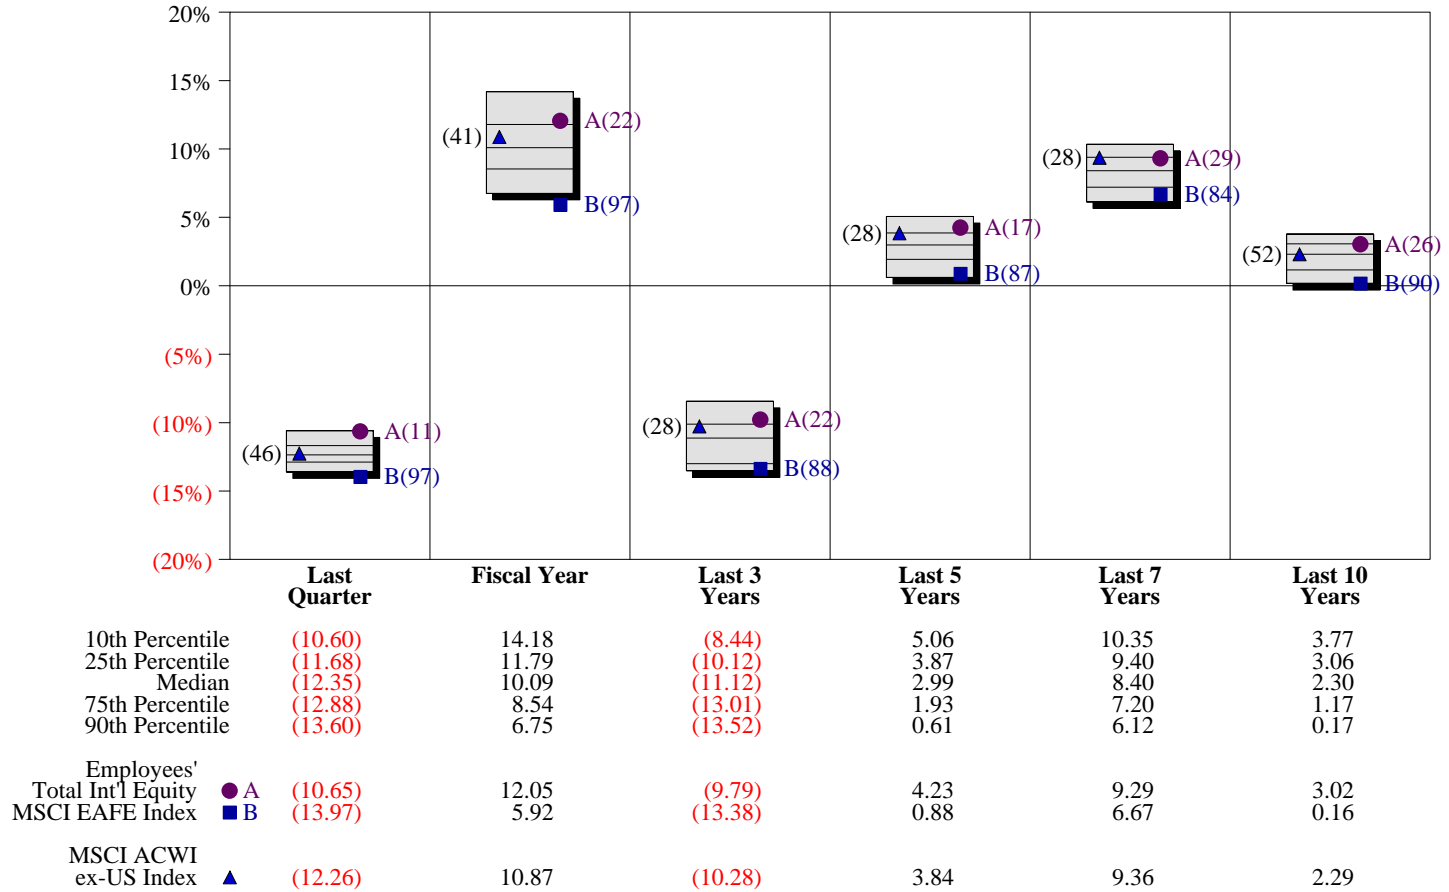 20%
15%
10%
5%
0%
(5%)
(10%)
(15%)
(20%)
(46)
A(11)
B(97)
(41)
A(22)
B(97)
(28)
A(22)
B(88)
(28)
A(17)
B(87)
(28)
A(29)
B(84)
(52)
A(26)
B(90)
Last Quarter
Fiscal Year
Last 3 Years
Last 5 Years
Last 7 Years
Last 10 Years
10th Percentile (10.60) 14.18 (8.44) 5.06 10.35 3.77
25th Percentile (11.68) 11.79 (10.12) 3.87 9.40 3.06
Median (12.35) 10.09 (11.12) 2.99 8.40 2.30
75th Percentile (12.88) 8.54 (13.01) 1.93 7.20 1.17
90th Percentile (13.60) 6.75 (13.52) 0.61 6.12 0.17
Employees'
Total Int'l Equity A (10.65) 12.05 (9.79) 4.23 9.29 3.02
MSCI EAFE Index B (13.97) 5.92 (13.38) 0.88 6.67 0.16
MSCI ACWI
ex-US Index (12.26) 10.87 (10.28) 3.84 9.36 2.29